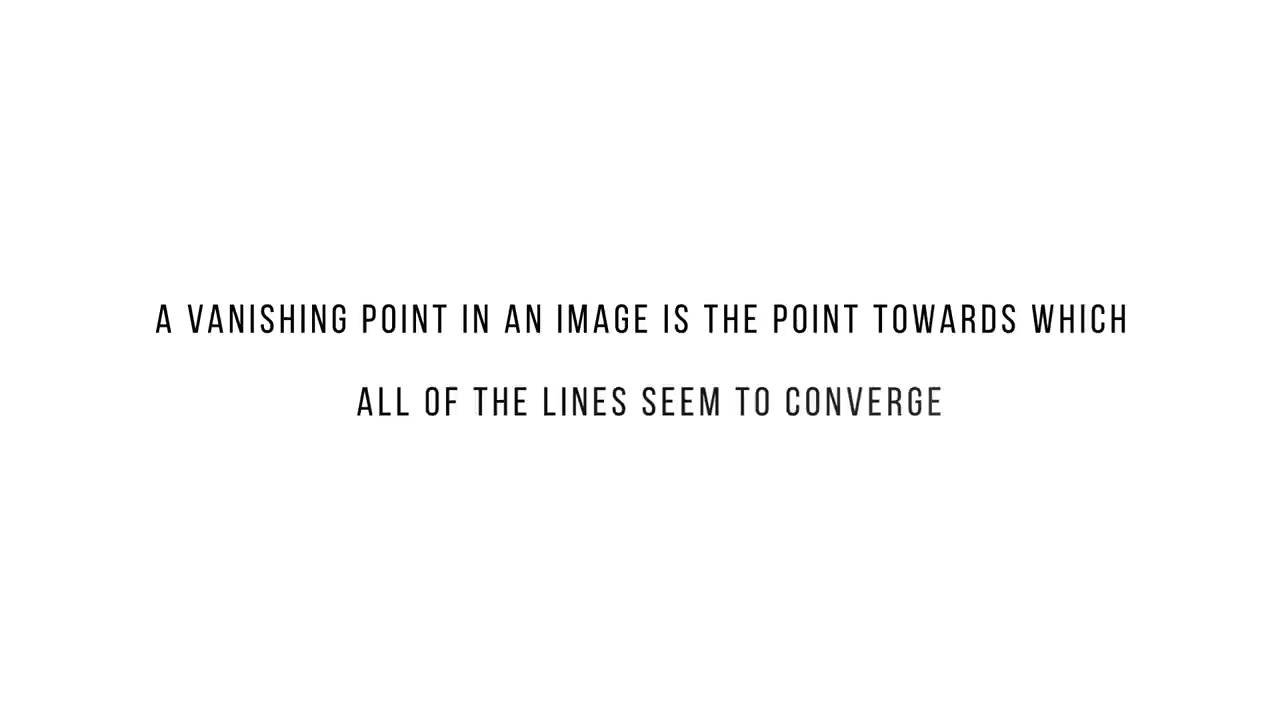 A VANISHING POINT IN AN IMAGE IS THE POINT TOWARDS WHICH
ALL OF THE LINES SEEM TO CONVERGE